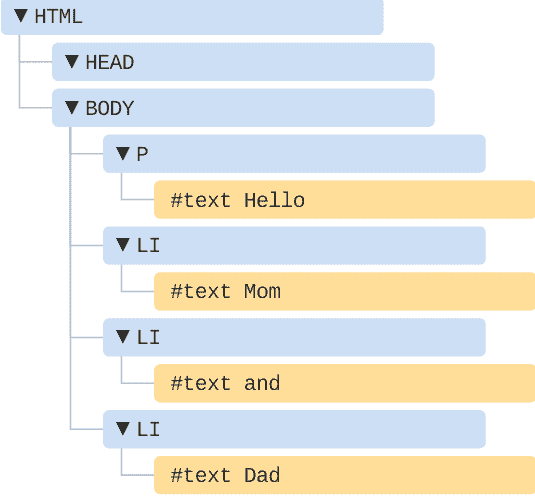 ▼ HTML
▼ HEAD
▼ BODY
▼ P
#text Hello
▼ LI
#text Mom
▼ LI
#text and
▼ LI
#text Dad